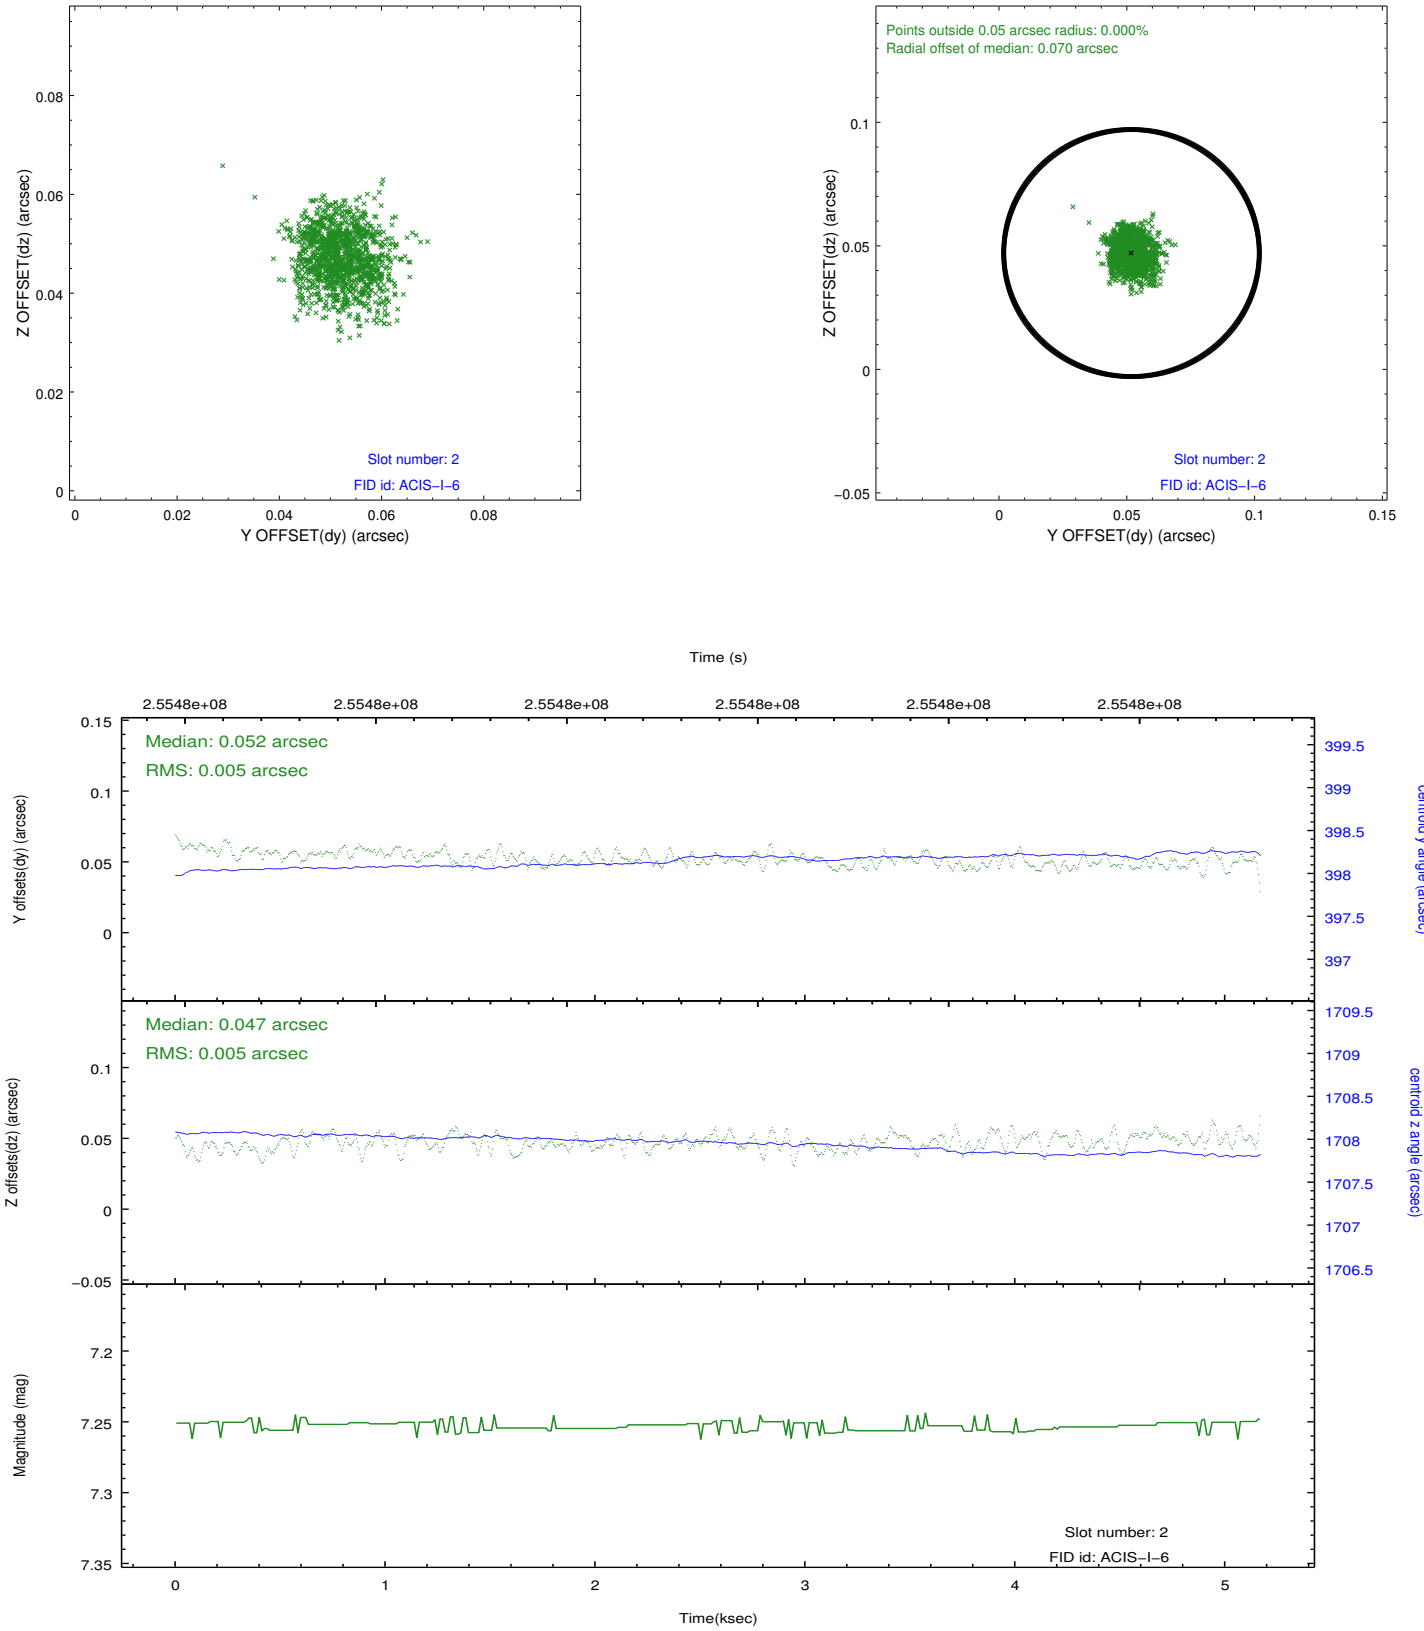 0.08
0.06
0.04
0.02
0
Z OFFSET(dz) (arcsec)
Slot number: 2
FID id: ACIS−I−6
0 0.02 0.04 0.06 0.08
Y OFFSET(dy) (arcsec)
Points outside 0.05 arcsec radius: 0.000%
Radial offset of median: 0.070 arcsec
0.1
0.05
0
−0.05
Z OFFSET(dz) (arcsec)
Slot number: 2
FID id: ACIS−I−6
0 0.05 0.1 0.15
Y OFFSET(dy) (arcsec)
Time (s)
2.5548e+08 2.5548e+08 2.5548e+08 2.5548e+08 2.5548e+08 2.5548e+08
Median: 0.052 arcsec
RMS: 0.005 arcsec
0.15
0.1
0.05
0
Y offsets(dy) (arcsec)
399.5
399
398.5
398
397.5
397
centroid y angle (arcsec)
Median: 0.047 arcsec
RMS: 0.005 arcsec
0.1
0.05
0
−0.05
Z offsets(dz) (arcsec)
1709.5
1709
1708.5
1708
1707.5
1707
1706.5
centroid z angle (arcsec)
7.2
7.25
7.3
7.35
Magnitude (mag)
Slot number: 2
FID id: ACIS−I−6
0 1 2 3 4 5
Time(ksec)